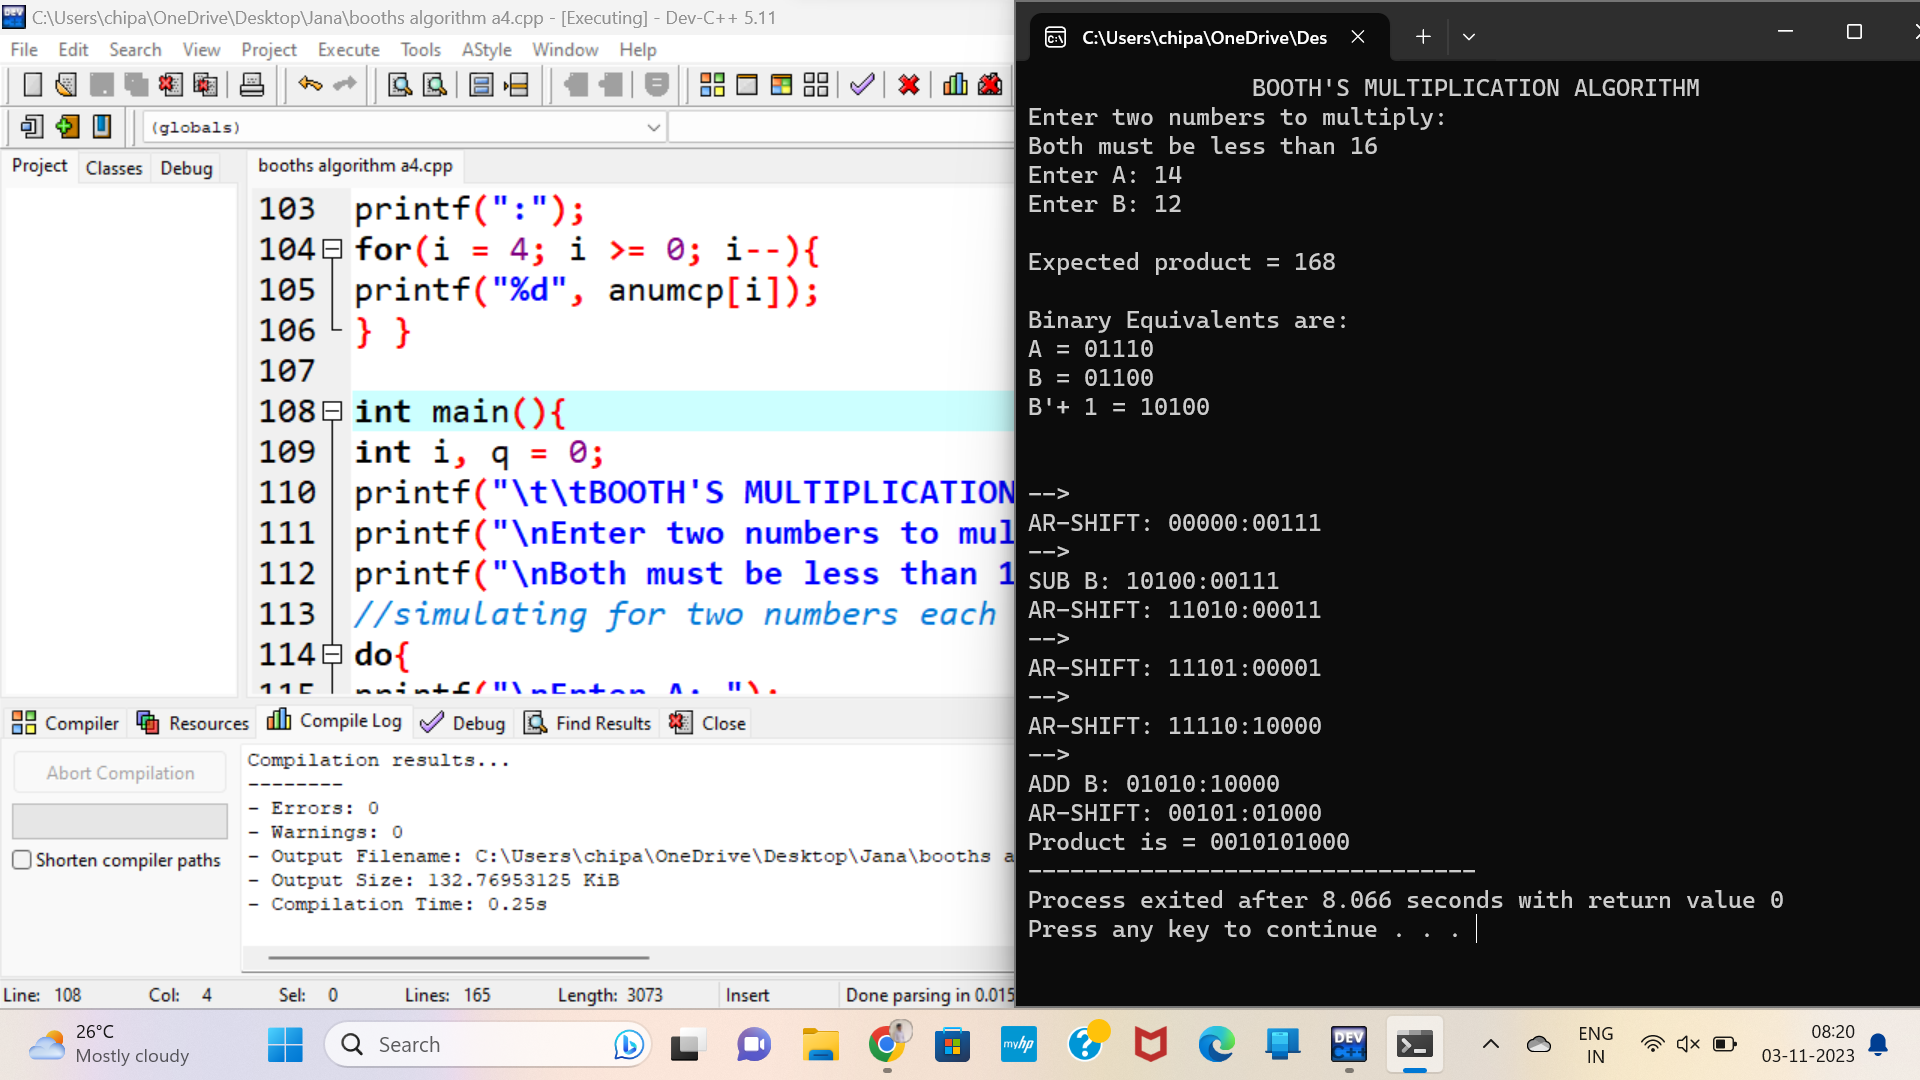 C:\Users\chipa\OneDrive\Desktop\Jana\booths algorithm a4.cpp - [Executing] - Dev-C++ 5.11
File Edit Search View Project Execute Tools AStyle Window Help
(globals)
Project Classes Debug
booths algorithm a4.cpp
103 printf(":");
104 for(i = 4; i >= 0; i--){
105 printf("%d", anumcp[i]);
106 } }
107
108 int main(){
109 int i, q = 0;
110 printf("\t\tBOOTH'S MULTIPLICATION
111 printf("\nEnter two numbers to mul
112 printf("\nBoth must be less than 1
113 //simulating for two numbers each
114 do{
115 printf("\nEnter A: ");
Compiler Resources Compile Log Debug Find Results Close
Abort Compilation
Shorten compiler paths
Compilation results...
--------
- Errors: 0
- Warnings: 0
- Output Filename: C:\Users\chipa\OneDrive\Desktop\Jana\booths a
- Output Size: 132.76953125 KiB
- Compilation Time: 0.25s
Line: 108 Col: 4 Sel: 0 Lines: 165 Length: 3073 Insert Done parsing in 0.015
C:\Users\chipa\OneDrive\Des
BOOTH'S MULTIPLICATION ALGORITHM
Enter two numbers to multiply:
Both must be less than 16
Enter A: 14
Enter B: 12
Expected product = 168
Binary Equivalents are:
A = 01110
B = 01100
B'+ 1 = 10100
-->
AR-SHIFT: 00000:00111
-->
SUB B: 10100:00111
AR-SHIFT: 11010:00011
-->
AR-SHIFT: 11101:00001
-->
AR-SHIFT: 11110:10000
-->
ADD B: 01010:10000
AR-SHIFT: 00101:01000
Product is = 0010101000
--------------------------------
Process exited after 8.066 seconds with return value 0
Press any key to continue . . .
26°C
Mostly cloudy
Search
myhp
DEV
C++
ENG
IN
08:20
03-11-2023